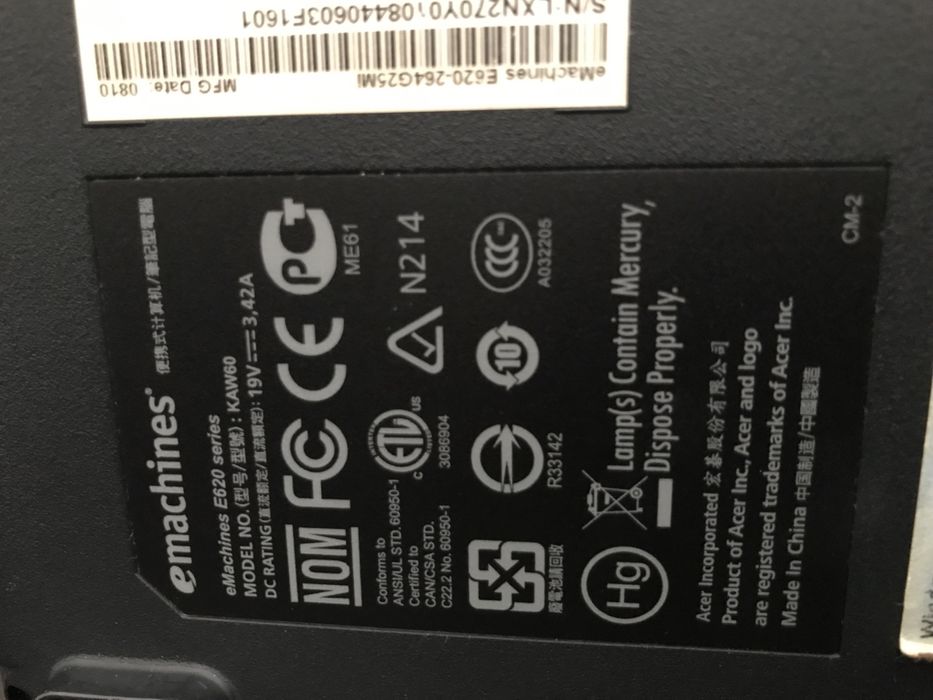 S/N:LXN270Y0
08440603F1601
eMachines E620-264G25Mi
MFG Date: 0810
emachines 便携式计算机/筆記型電腦
eMachines E620 series
MODEL NO.(型号/型號): KAW60
DC RATING(直流额定/直流額定): 19V 3,42A
NOM FC CE PC
ME61
Conforms to
ANSI/UL STD. 60950-1
Certified to
CAN/CSA STD.
C22.2 No. 60950-1
INTERTEK
ETL
C US
3086904
N214
廢電池請回收
R33142
10
CCC
A032205
Hg
Lamp(s) Contain Mercury,
Dispose Properly.
Acer Incorporated 宏碁股份有限公司
Product of Acer Inc., Acer and logo
are registered trademarks of Acer Inc.
Made In China 中国制造/中國製造
CM-2